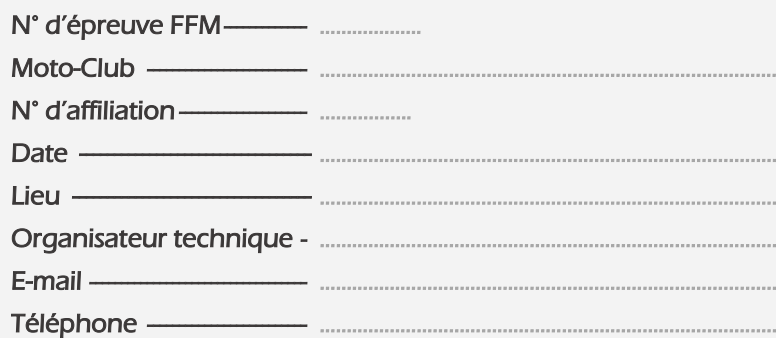 N° d'épreuve FFM ................... 
Moto-Club ................................................................
N° d'affiliation .................
Date ................................................................
Lieu ................................................................
Organisateur technique - ................................................................
E-mail ................................................................
Téléphone ................................................................